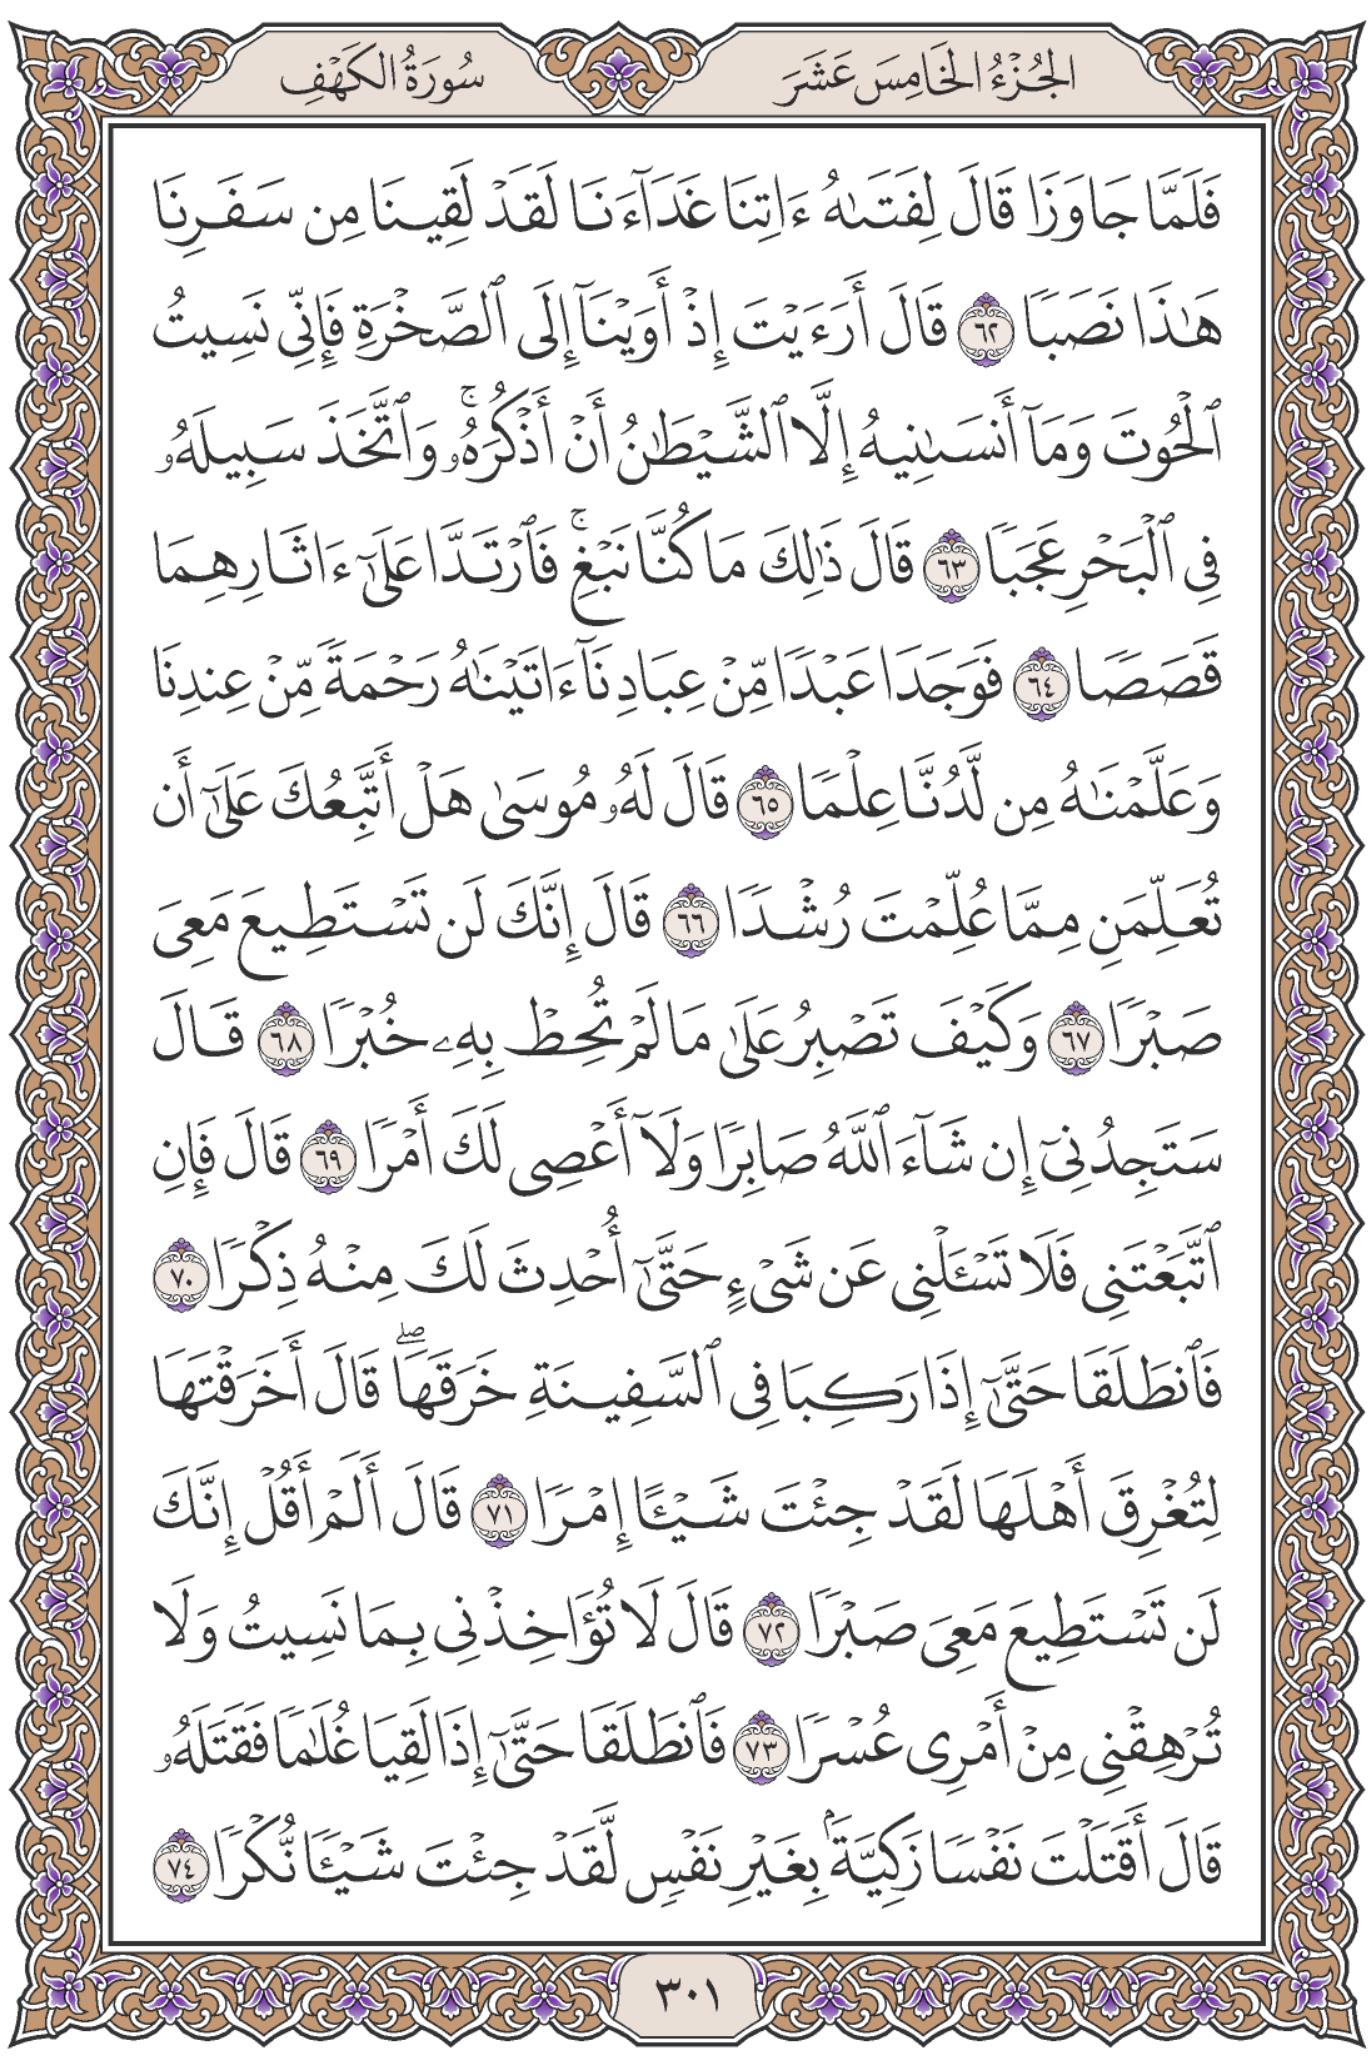 الجُزْءُ الخَامِسَ عَشَرَ
سُورَةُ الكَهْفِ
فَلَمَّا جَاوَزَا قَالَ لِفَتَىٰهُ ءَاتِنَا غَدَآءَنَا لَقَدْ لَقِينَا مِن سَفَرِنَا
هَٰذَا نَصَبًا ٦٢ قَالَ أَرَءَيْتَ إِذْ أَوَيْنَآ إِلَى ٱلصَّخْرَةِ فَإِنِّى نَسِيتُ
ٱلْحُوتَ وَمَآ أَنسَىٰنِيهُ إِلَّا ٱلشَّيْطَٰنُ أَنْ أَذْكُرَهُۥۚ وَٱتَّخَذَ سَبِيلَهُۥ
فِى ٱلْبَحْرِ عَجَبًا ٦٣ قَالَ ذَٰلِكَ مَا كُنَّا نَبْغِۚ فَٱرْتَدَّا عَلَىٰٓ ءَاثَارِهِمَا
قَصَصًا ٦٤ فَوَجَدَا عَبْدًا مِّنْ عِبَادِنَآ ءَاتَيْنَٰهُ رَحْمَةً مِّنْ عِندِنَا
وَعَلَّمْنَٰهُ مِن لَّدُنَّا عِلْمًا ٦٥ قَالَ لَهُۥ مُوسَىٰ هَلْ أَتَّبِعُكَ عَلَىٰٓ أَن
تُعَلِّمَنِ مِمَّا عُلِّمْتَ رُشْدًا ٦٦ قَالَ إِنَّكَ لَن تَسْتَطِيعَ مَعِىَ
صَبْرًا ٦٧ وَكَيْفَ تَصْبِرُ عَلَىٰ مَا لَمْ تُحِطْ بِهِۦ خُبْرًا ٦٨ قَالَ
سَتَجِدُنِىٓ إِن شَآءَ ٱللَّهُ صَابِرًا وَلَآ أَعْصِى لَكَ أَمْرًا ٦٩ قَالَ فَإِنِ
ٱتَّبَعْتَنِى فَلَا تَسْـَٔلْنِى عَن شَىْءٍ حَتَّىٰٓ أُحْدِثَ لَكَ مِنْهُ ذِكْرًا ٧٠
فَٱنطَلَقَا حَتَّىٰٓ إِذَا رَكِبَا فِى ٱلسَّفِينَةِ خَرَقَهَاۖ قَالَ أَخَرَقْتَهَا
لِتُغْرِقَ أَهْلَهَا لَقَدْ جِئْتَ شَيْـًٔا إِمْرًا ٧١ قَالَ أَلَمْ أَقُلْ إِنَّكَ
لَن تَسْتَطِيعَ مَعِىَ صَبْرًا ٧٢ قَالَ لَا تُؤَاخِذْنِى بِمَا نَسِيتُ وَلَا
تُرْهِقْنِى مِنْ أَمْرِى عُسْرًا ٧٣ فَٱنطَلَقَا حَتَّىٰٓ إِذَا لَقِيَا غُلَٰمًا فَقَتَلَهُۥ
قَالَ أَقَتَلْتَ نَفْسًا زَكِيَّةًۢ بِغَيْرِ نَفْسٍ لَّقَدْ جِئْتَ شَيْـًٔا نُّكْرًا ٧٤
٣٠١